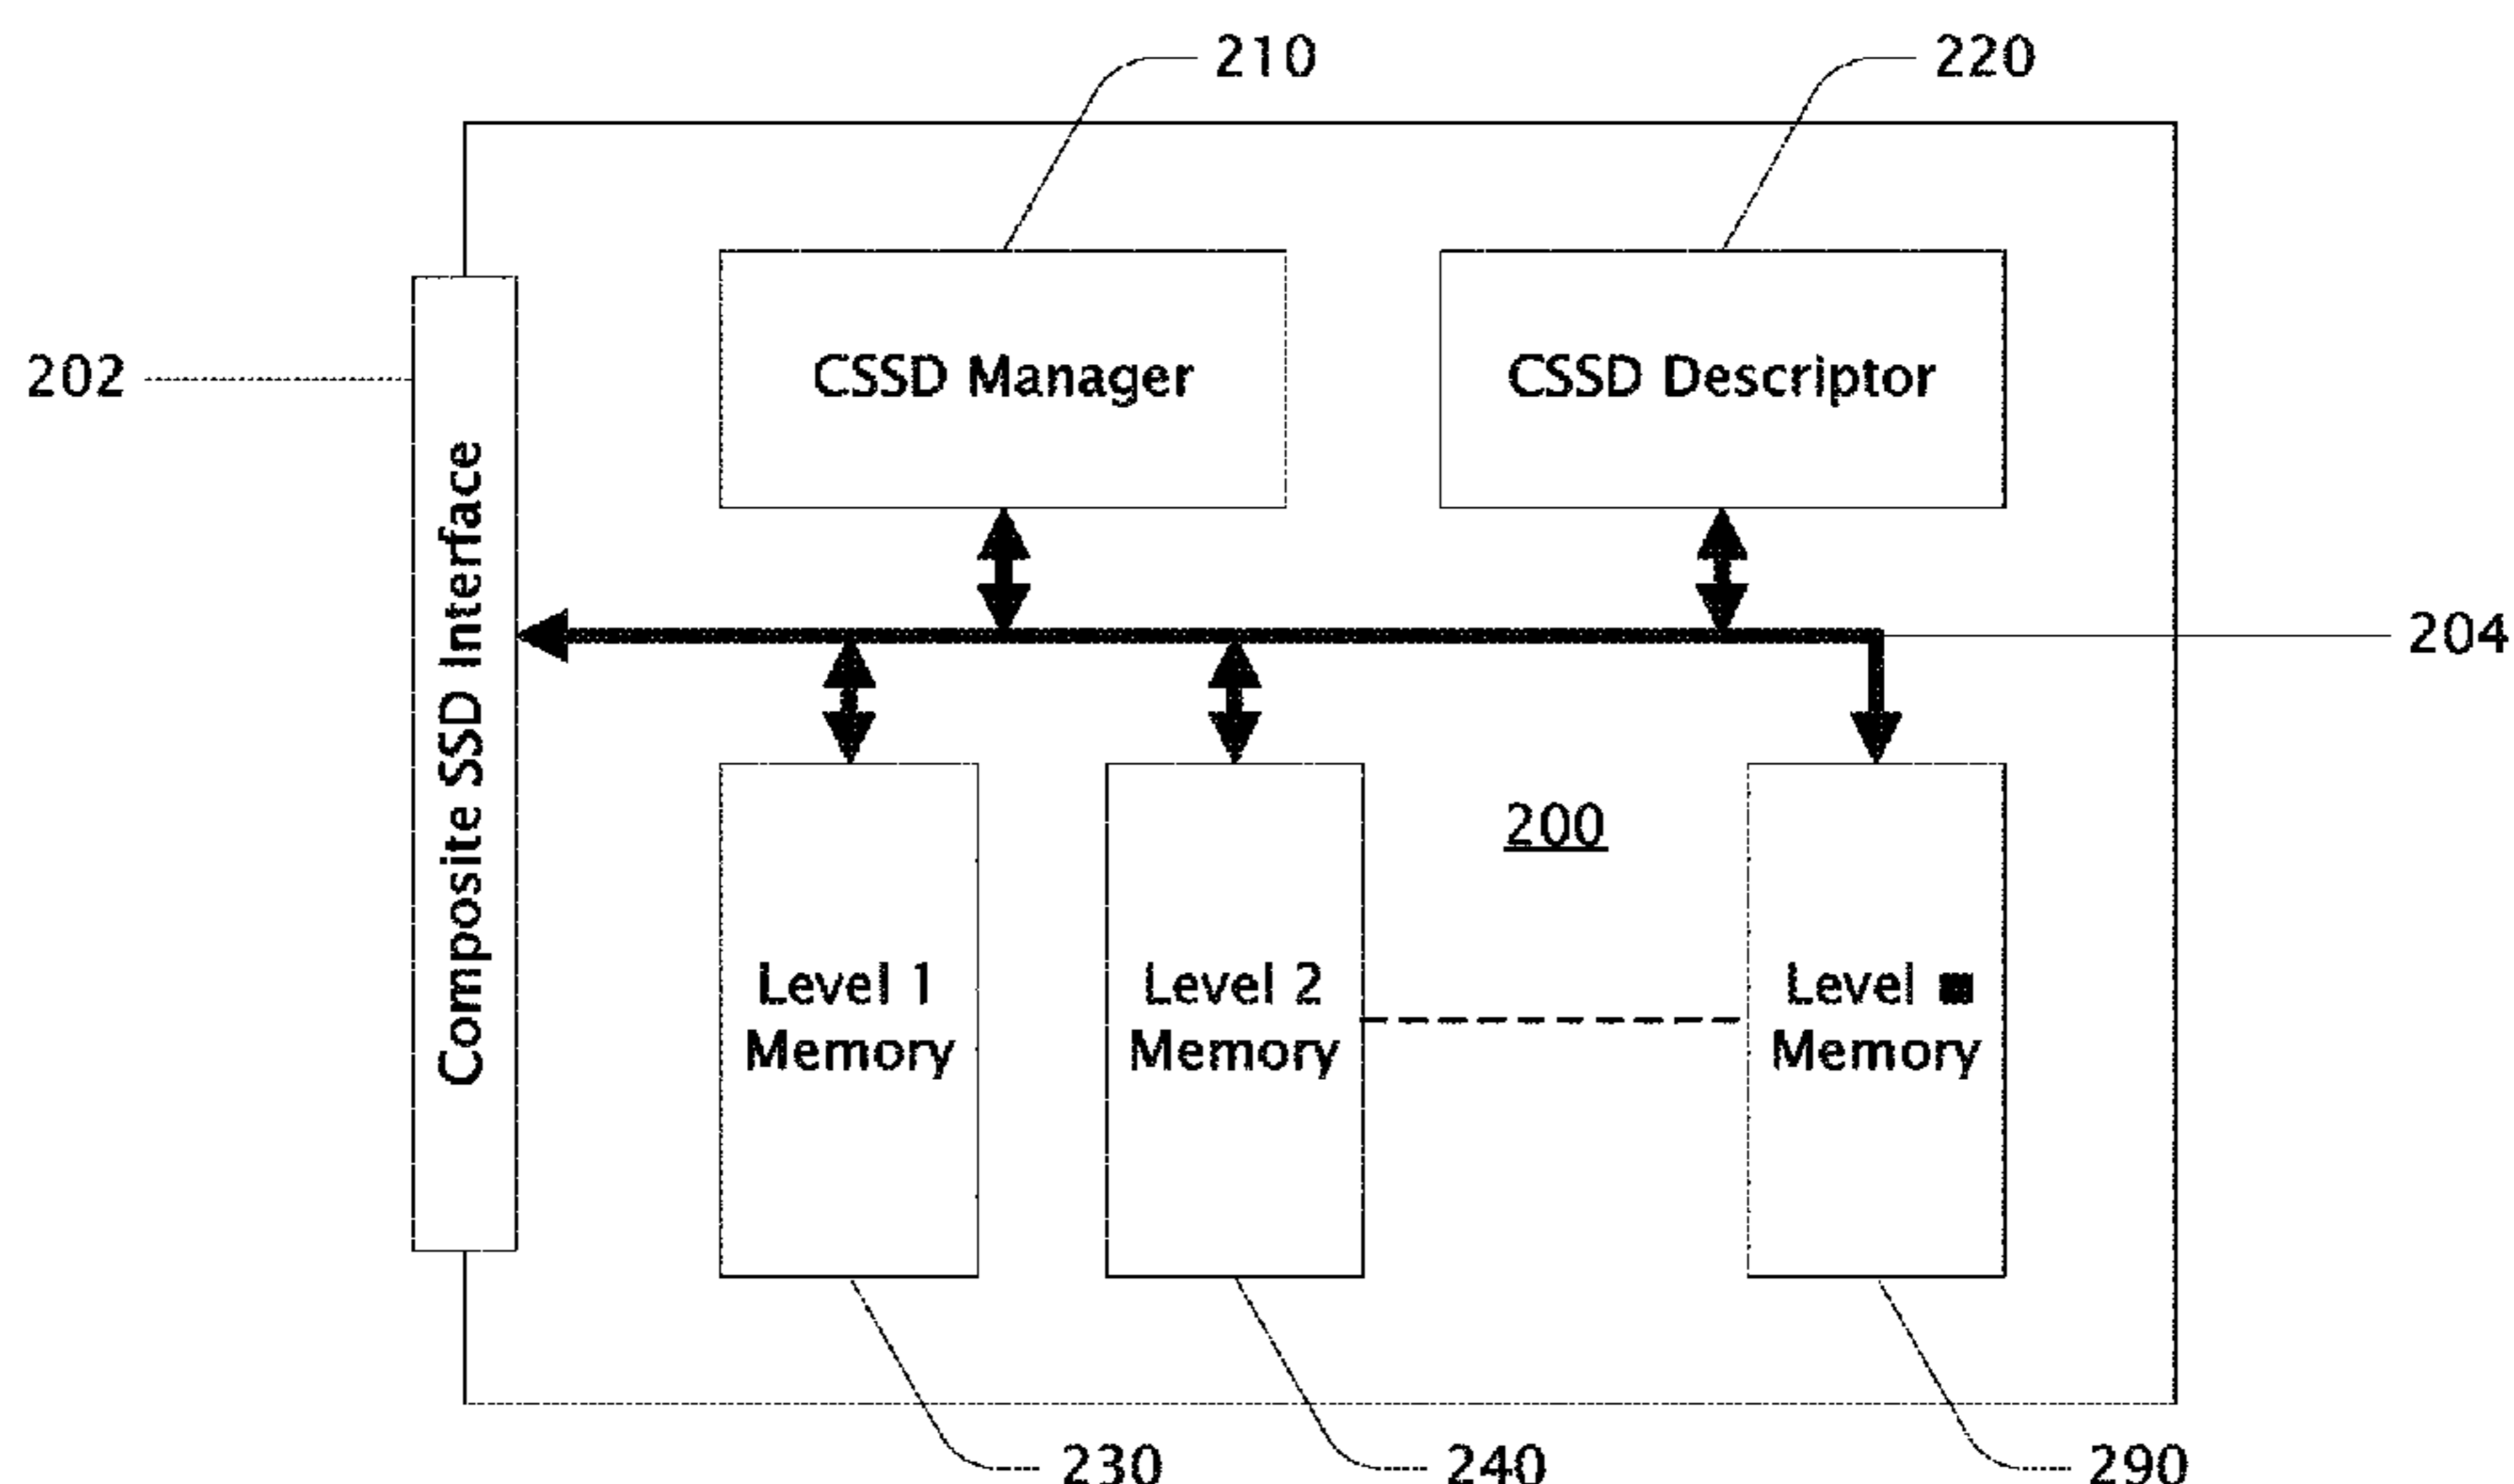 210
220
202
CSSD Manager
CSSD Descriptor
Composite SSD Interface
204
200
Level 1
Memory
Level 2
Memory
Level
Memory
230
240
290